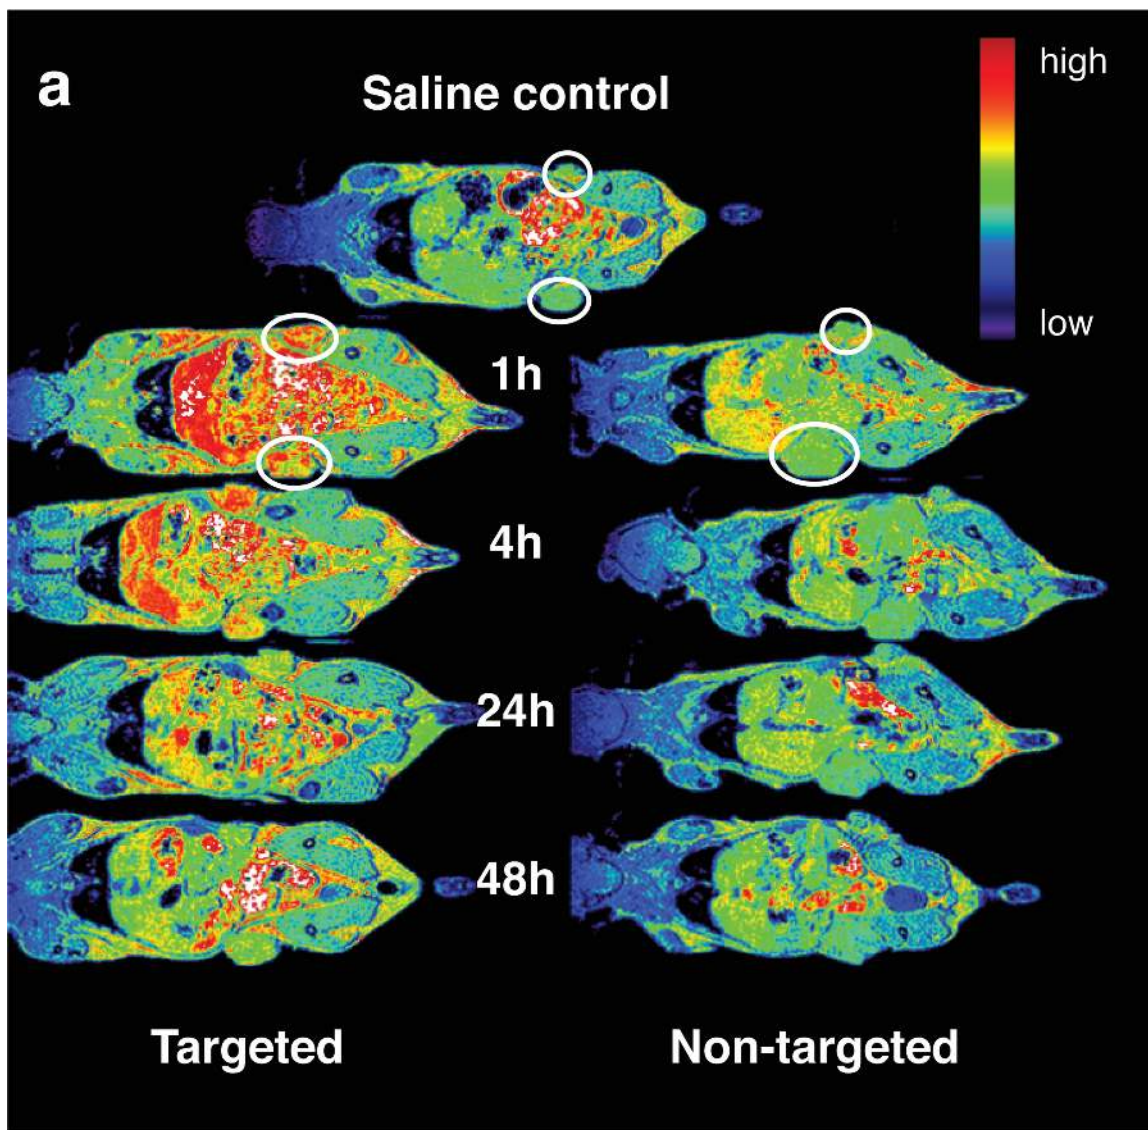 a
Saline control
high
low
1h
4h
24h
48h
Targeted
Non-targeted